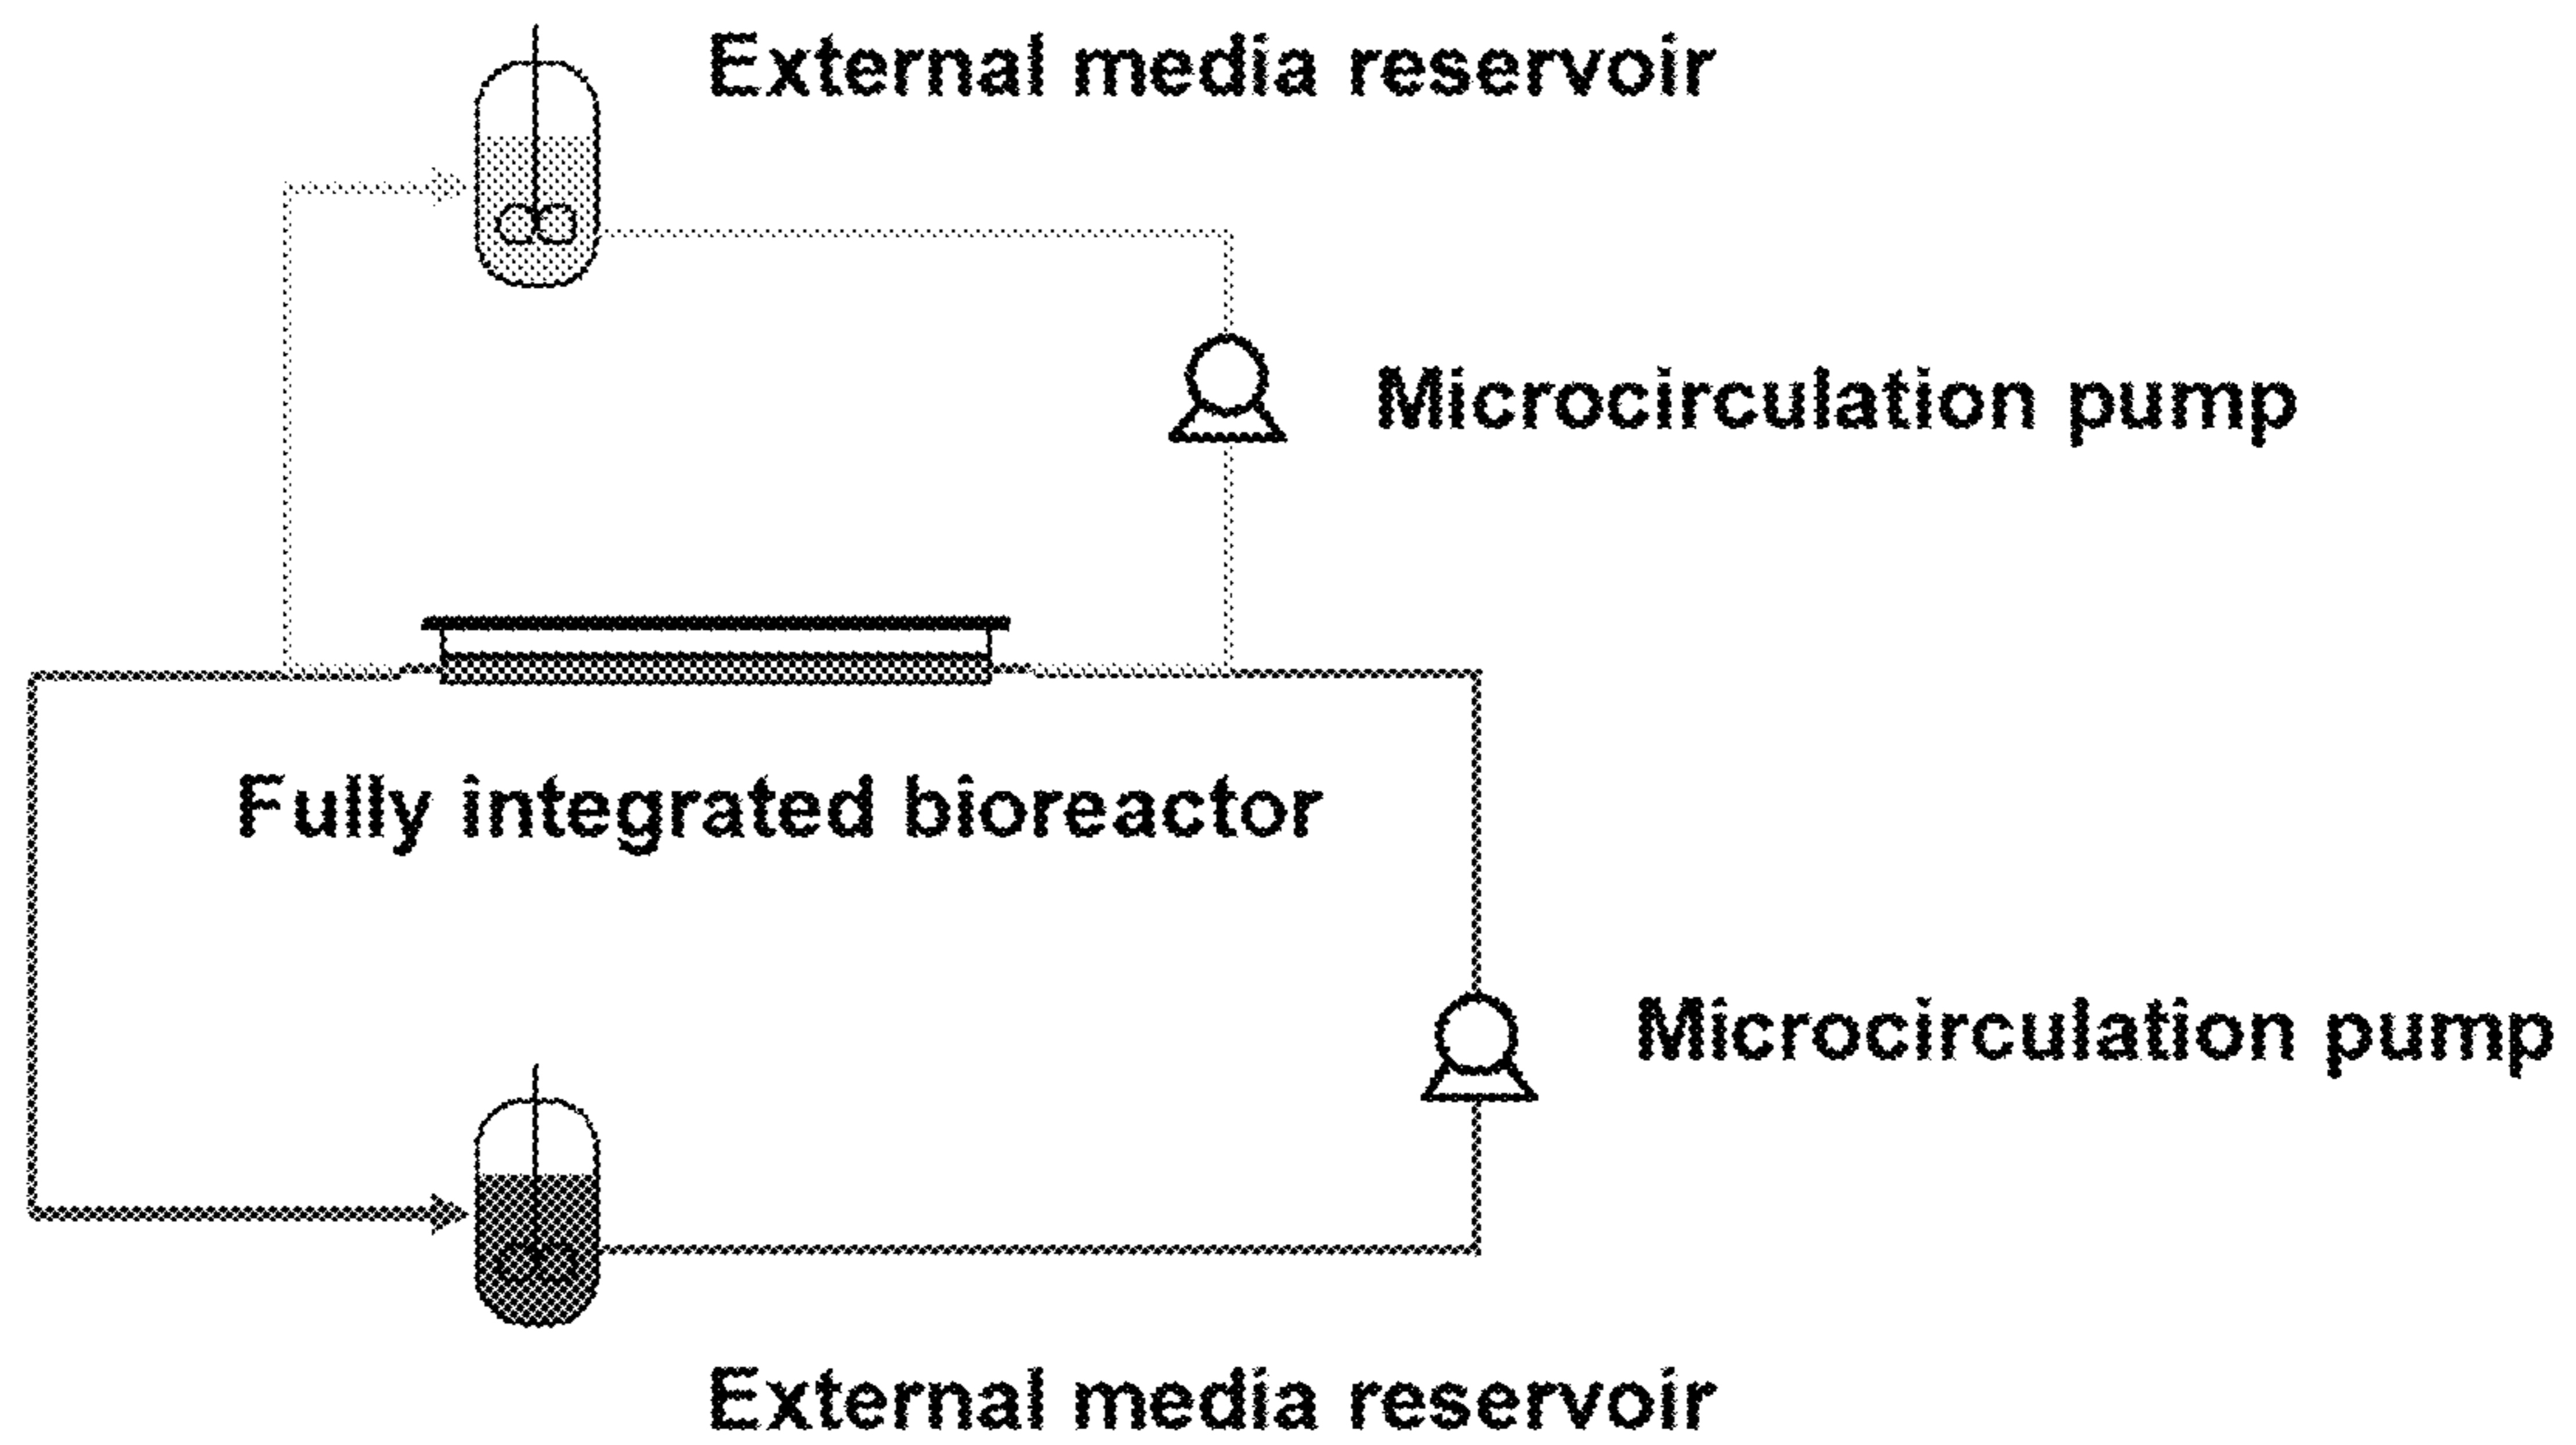 External media reservoir
Microcirculation pump
Fully integrated bioreactor
Microcirculation pump
External media reservoir